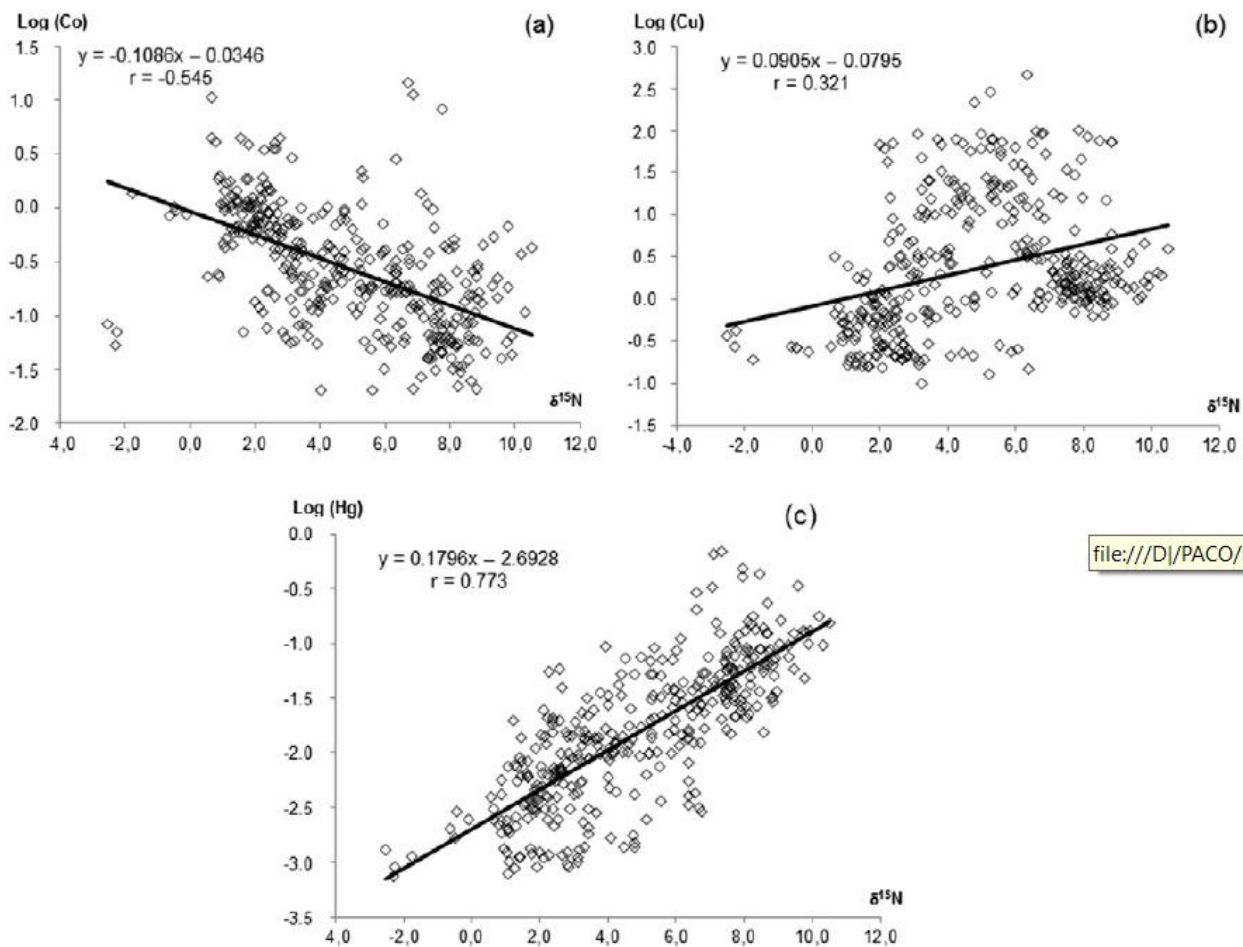 Log (Co)
(a)
y = -0.1086x – 0.0346
r = -0.545
1.5
1.0
0.5
0.0
-0.5
-1.0
-1.5
-2.0
δ15N
-4,0 -2,0 0,0 2,0 4,0 6,0 8,0 10,0 12,0
Log (Cu)
(b)
y = 0.0905x – 0.0795
r = 0.321
3.0
2.5
2.0
1.5
1.0
0.5
0.0
-0.5
-1.0
-1.5
δ15N
-4,0 -2,0 0,0 2,0 4,0 6,0 8,0 10,0 12,0
Log (Hg)
(c)
y = 0.1796x – 2.6928
r = 0.773
0.0
-0.5
-1.0
-1.5
-2.0
-2.5
-3.0
-3.5
δ15N
4,0 -2,0 0,0 2,0 4,0 6,0 8,0 10,0 12,0
file:///D|/PACO/